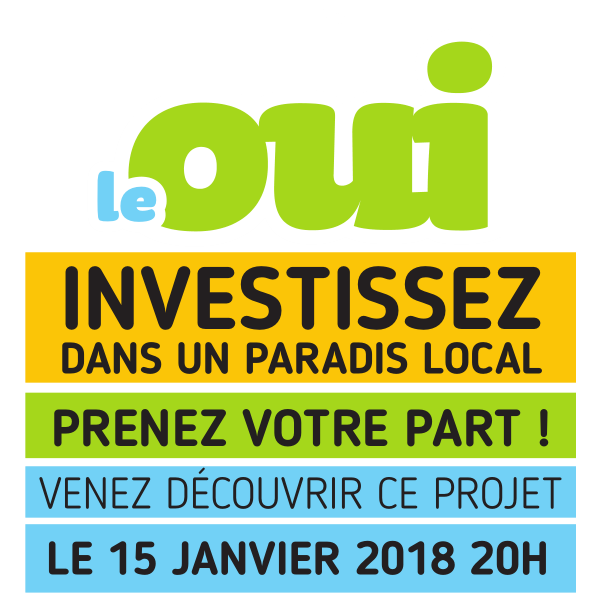 le oui
INVESTISSEZ
DANS UN PARADIS LOCAL
PRENEZ VOTRE PART !
VENEZ DÉCOUVRIR CE PROJET
LE 15 JANVIER 2018 20H